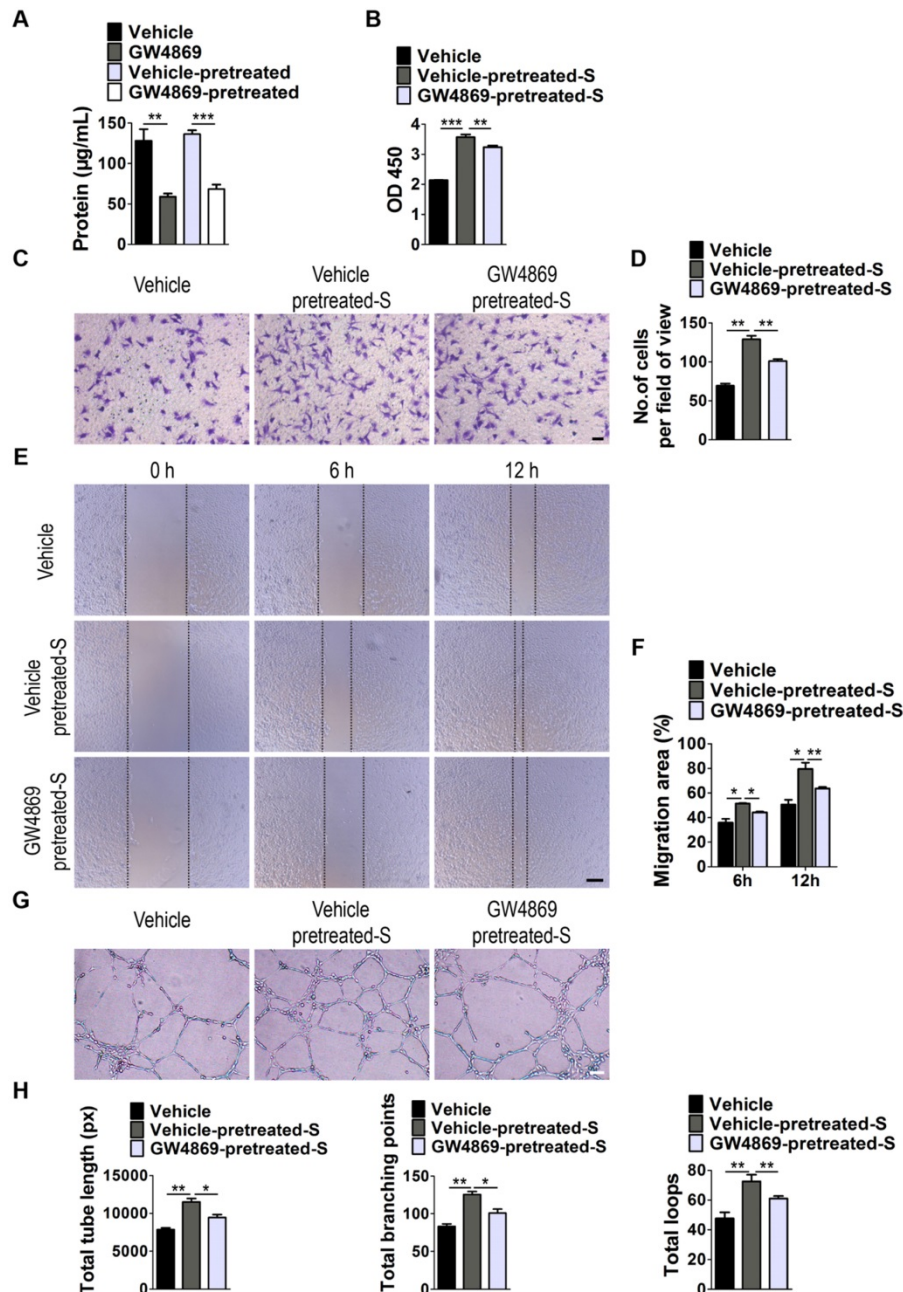 A
Vehicle
GW4869
Vehicle-pretreated
GW4869-pretreated
Protein (µg/mL)
150
100
50
0
** ***
B
Vehicle
Vehicle-pretreated-S
GW4869-pretreated-S
OD 450
4
3
2
1
0
*** **
C
Vehicle
Vehicle
pretreated-S
GW4869
pretreated-S
D
Vehicle
Vehicle-pretreated-S
GW4869-pretreated-S
No.of cells
per field of view
150
100
50
0
** **
E
0 h
6 h
12 h
Vehicle
Vehicle
pretreated-S
GW4869
pretreated-S
F
Vehicle
Vehicle-pretreated-S
GW4869-pretreated-S
Migration area (%)
100
80
60
40
20
0
* *
* **
6h
12h
G
Vehicle
Vehicle
pretreated-S
GW4869
pretreated-S
H
Vehicle
Vehicle-pretreated-S
GW4869-pretreated-S
Total tube length (px)
15000
10000
5000
0
** *
Vehicle
Vehicle-pretreated-S
GW4869-pretreated-S
Total branching points
150
100
50
0
** *
Vehicle
Vehicle-pretreated-S
GW4869-pretreated-S
Total loops
80
60
40
20
0
** **